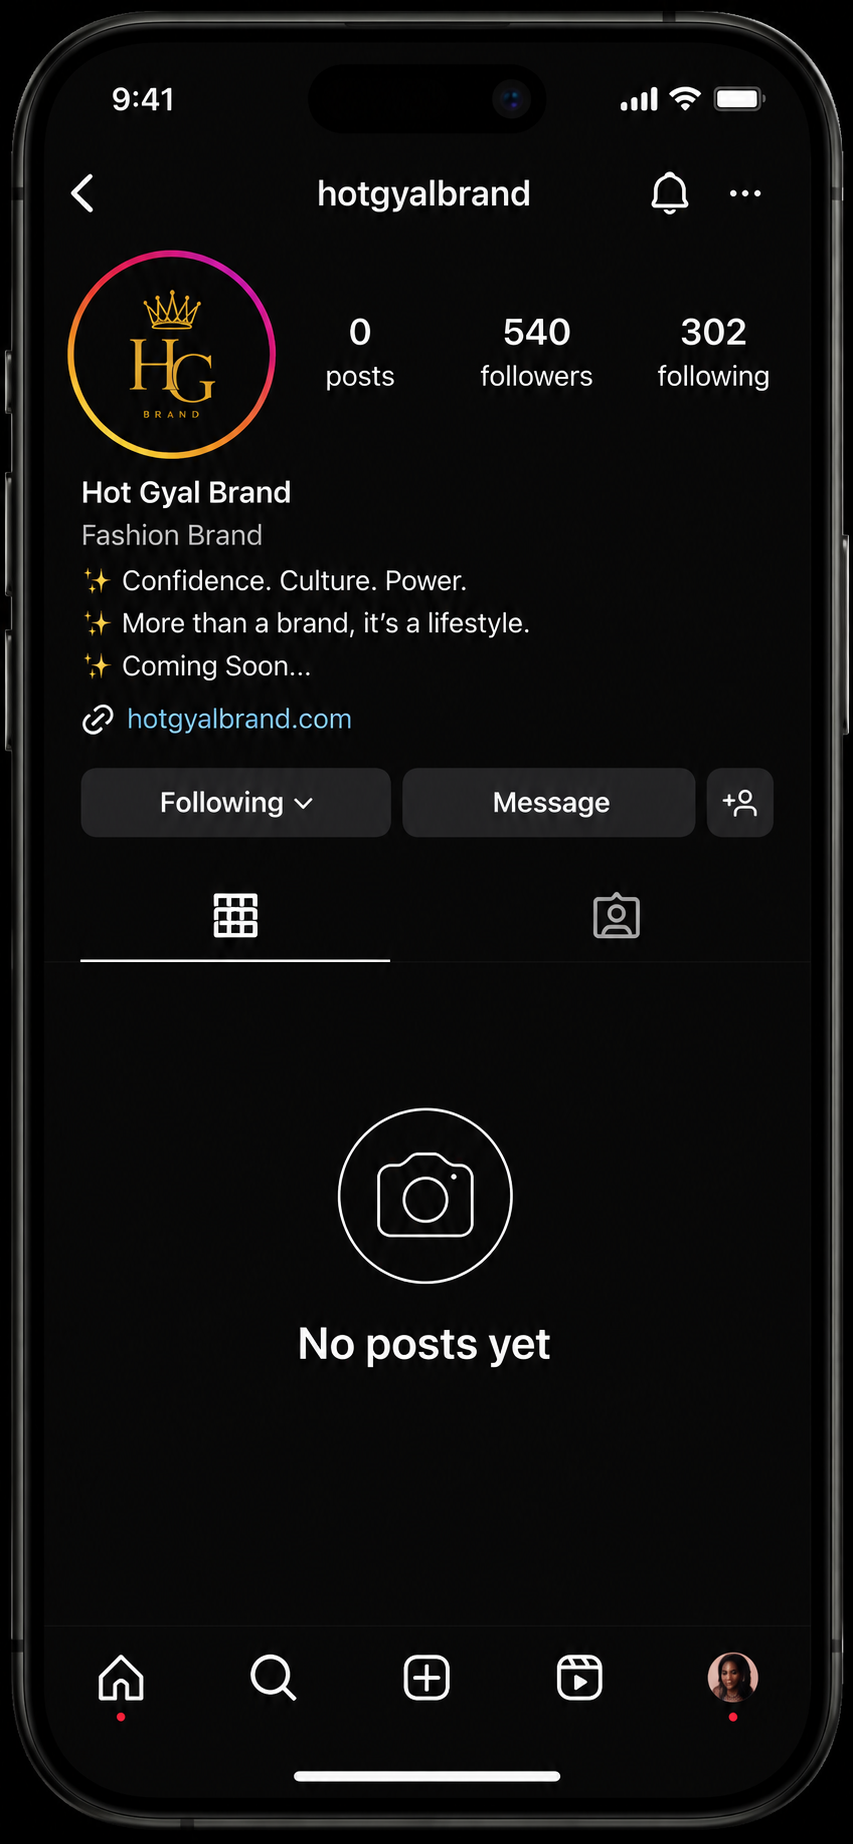 9:41
hotgyalbrand
HG
BRAND
0 540 302
posts followers following
Hot Gyal Brand
Fashion Brand
✨ Confidence. Culture. Power.
✨ More than a brand, it’s a lifestyle.
✨ Coming Soon...
hotgyalbrand.com
Following Message
No posts yet